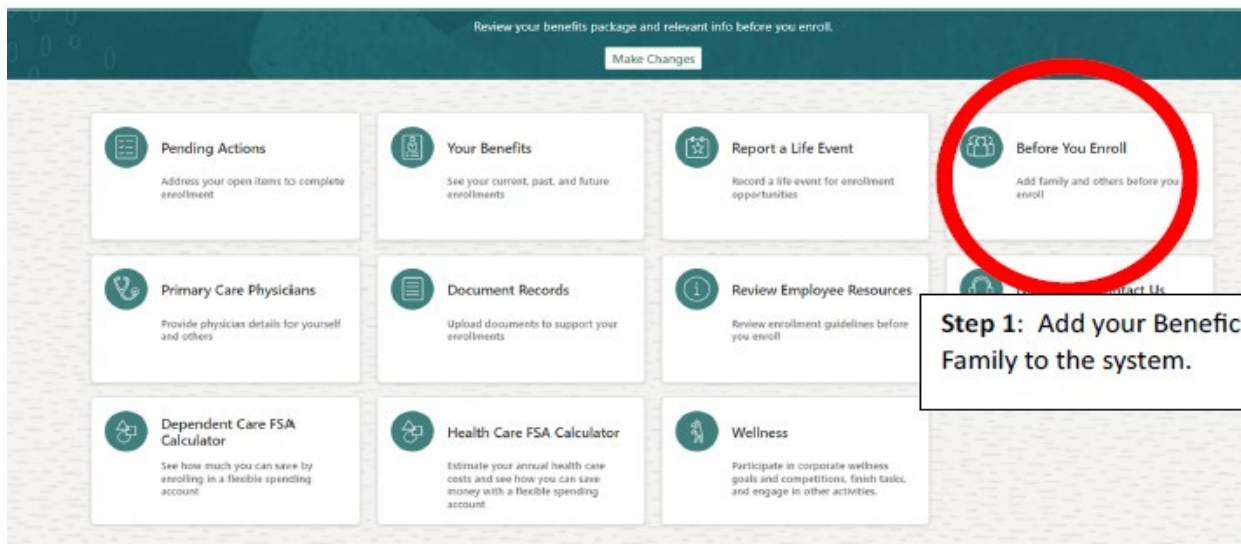 Review your benefits package and relevant info before you enroll.
Make Changes
Pending Actions
Address your open items to complete
enrollment
Your Benefits
See your current, past, and future
enrollments
Report a Life Event
Record a life event for enrollment
opportunities
Before You Enroll
Add family and others before you
enroll
Primary Care Physicians
Provide physician details for yourself
and others
Document Records
Upload documents to support your
enrollments
Review Employee Resources
Review enrollment guidelines before
you enroll
Us
Step 1: Add your Benefic
Family to the system.
Dependent Care FSA
Calculator
See how much you can save by
enrolling in a flexible spending
account
Health Care FSA Calculator
Estimate your annual health care
costs and see how you can save
money with a flexible spending
account
Wellness
Participate in corporate wellness
goals and competitions, finish tasks,
and engage in other activities.